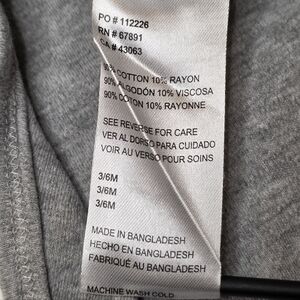 PO # 112226
RN # 67891
CA # 43063
90% COTTON 10% RAYON
90% ALGODÓN 10% VISCOSA
90% COTON 10% RAYONNE
SEE REVERSE FOR CARE
VER AL DORSO PARA CUIDADO
VOIR AU VERSO POUR SOINS
3/6M
3/6M
3/6M
MADE IN BANGLADESH
HECHO EN BANGLADESH
FABRIQUÉ AU BANGLADESH
MACHINE WASH COLD